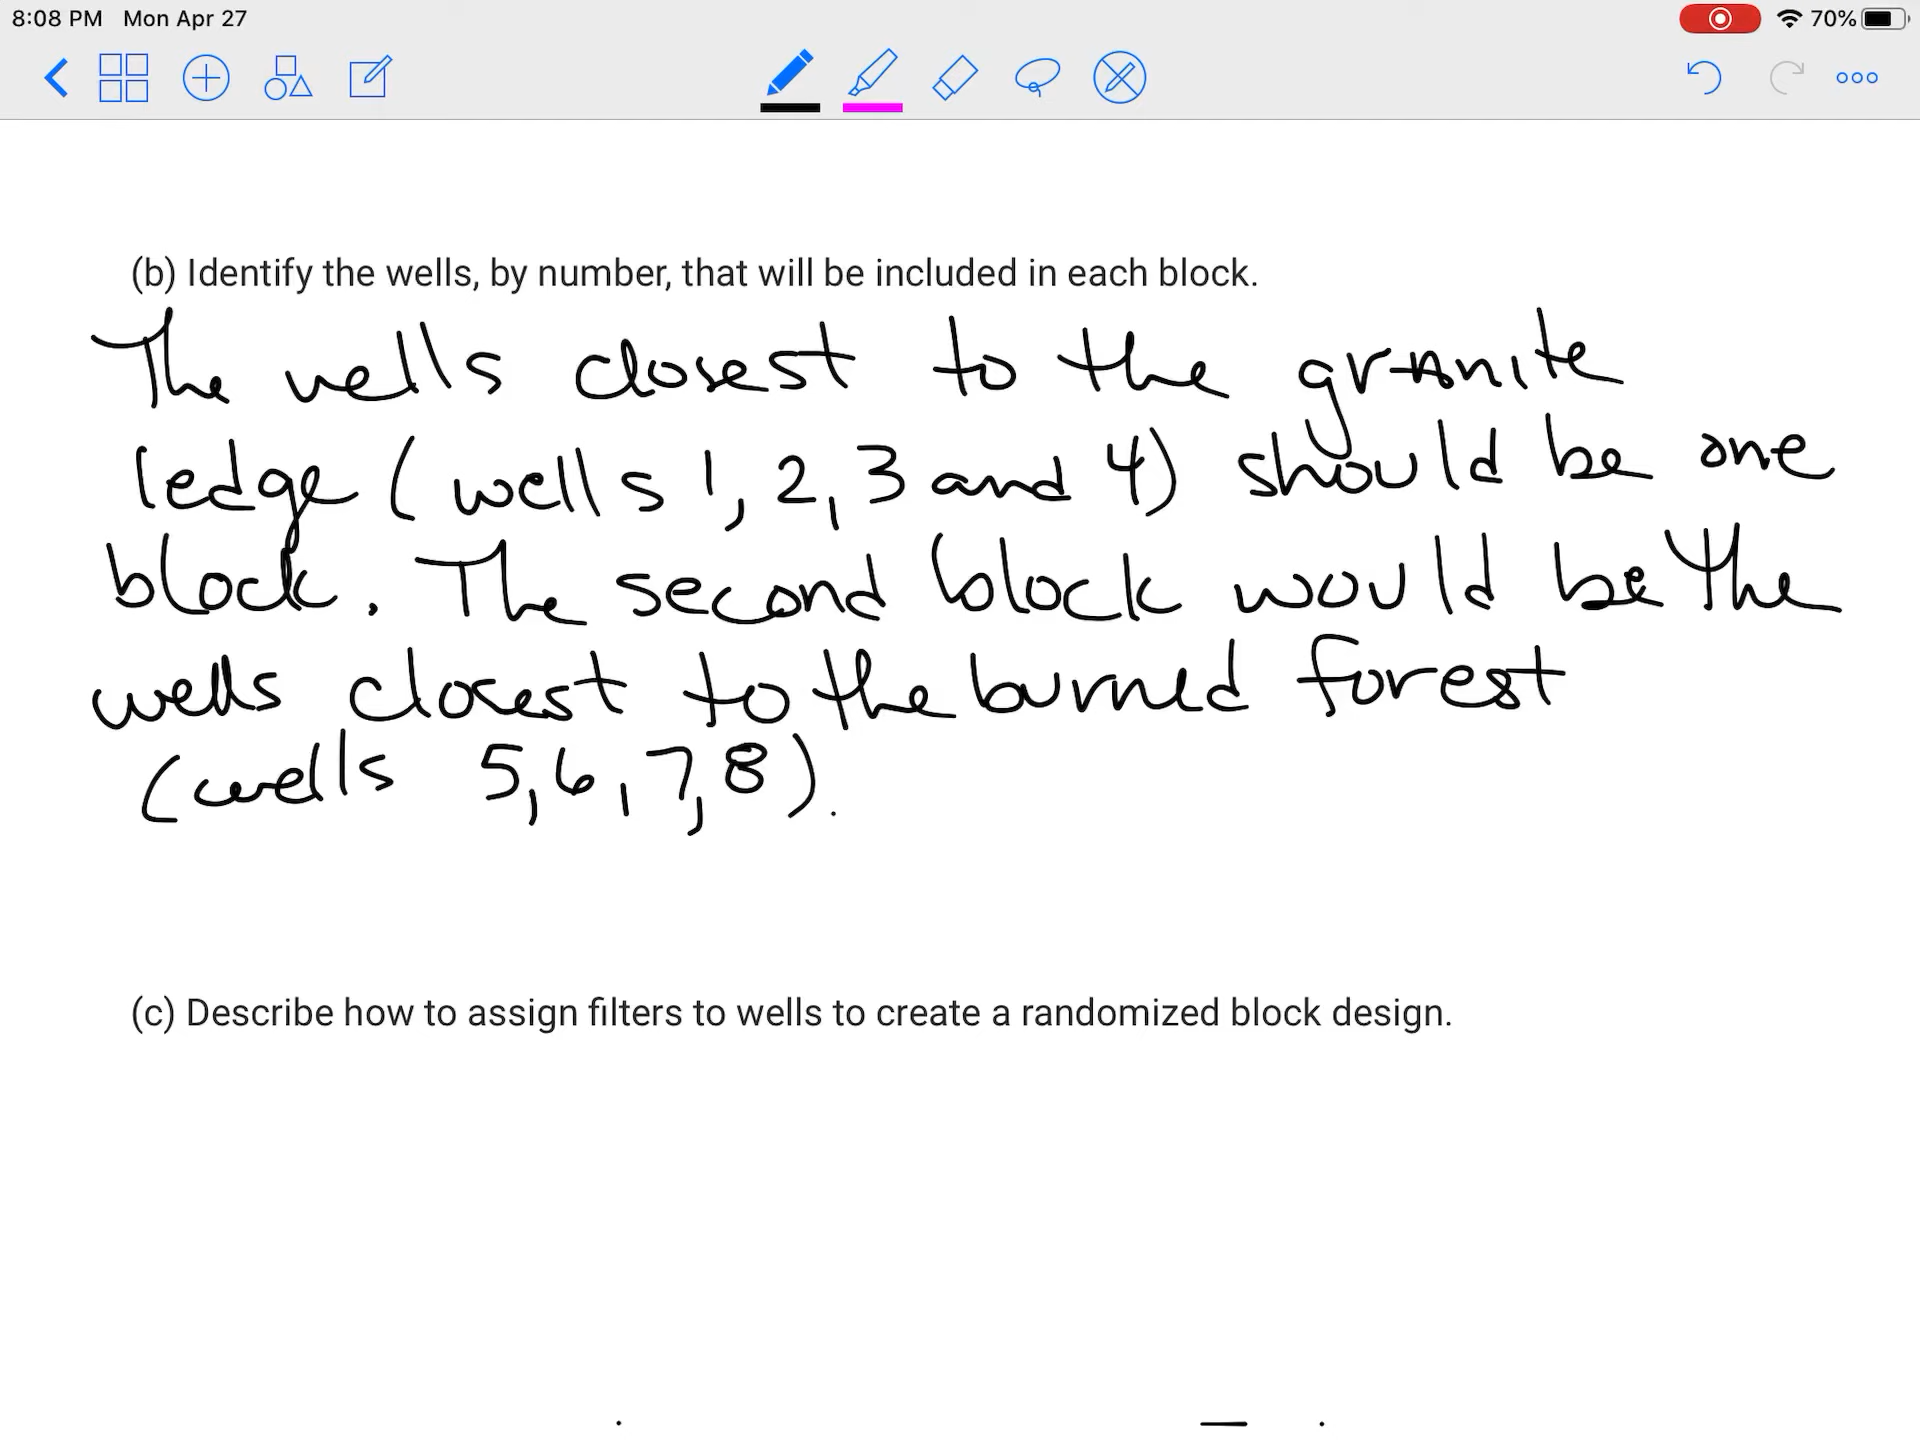 8:08 PM Mon Apr 27 70%
(b) Identify the wells, by number, that will be included in each block.
The wells closest to the granite
ledge (wells 1, 2, 3 and 4) should be one
block. The second block would be the
wells closest to the burned forest
(wells 5, 6, 7, 8).
(c) Describe how to assign filters to wells to create a randomized block design.